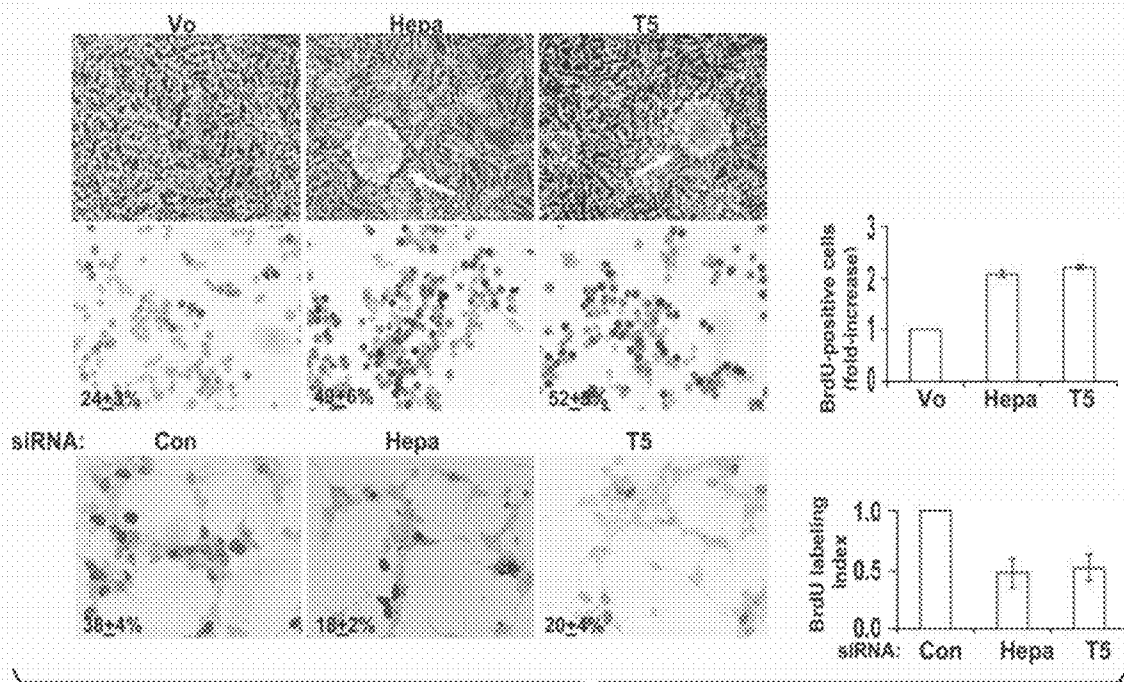 Vo Hepa T5
24±3% 49±6% 52±8%
siRNA: Con Hepa T5
38±4% 18±2% 20±4%
BrdU-positive cells
(fold-increase)
3
2
1
0
Vo Hepa T5
BrdU labeling
index
1.0
0.5
0.0
siRNA: Con Hepa T5